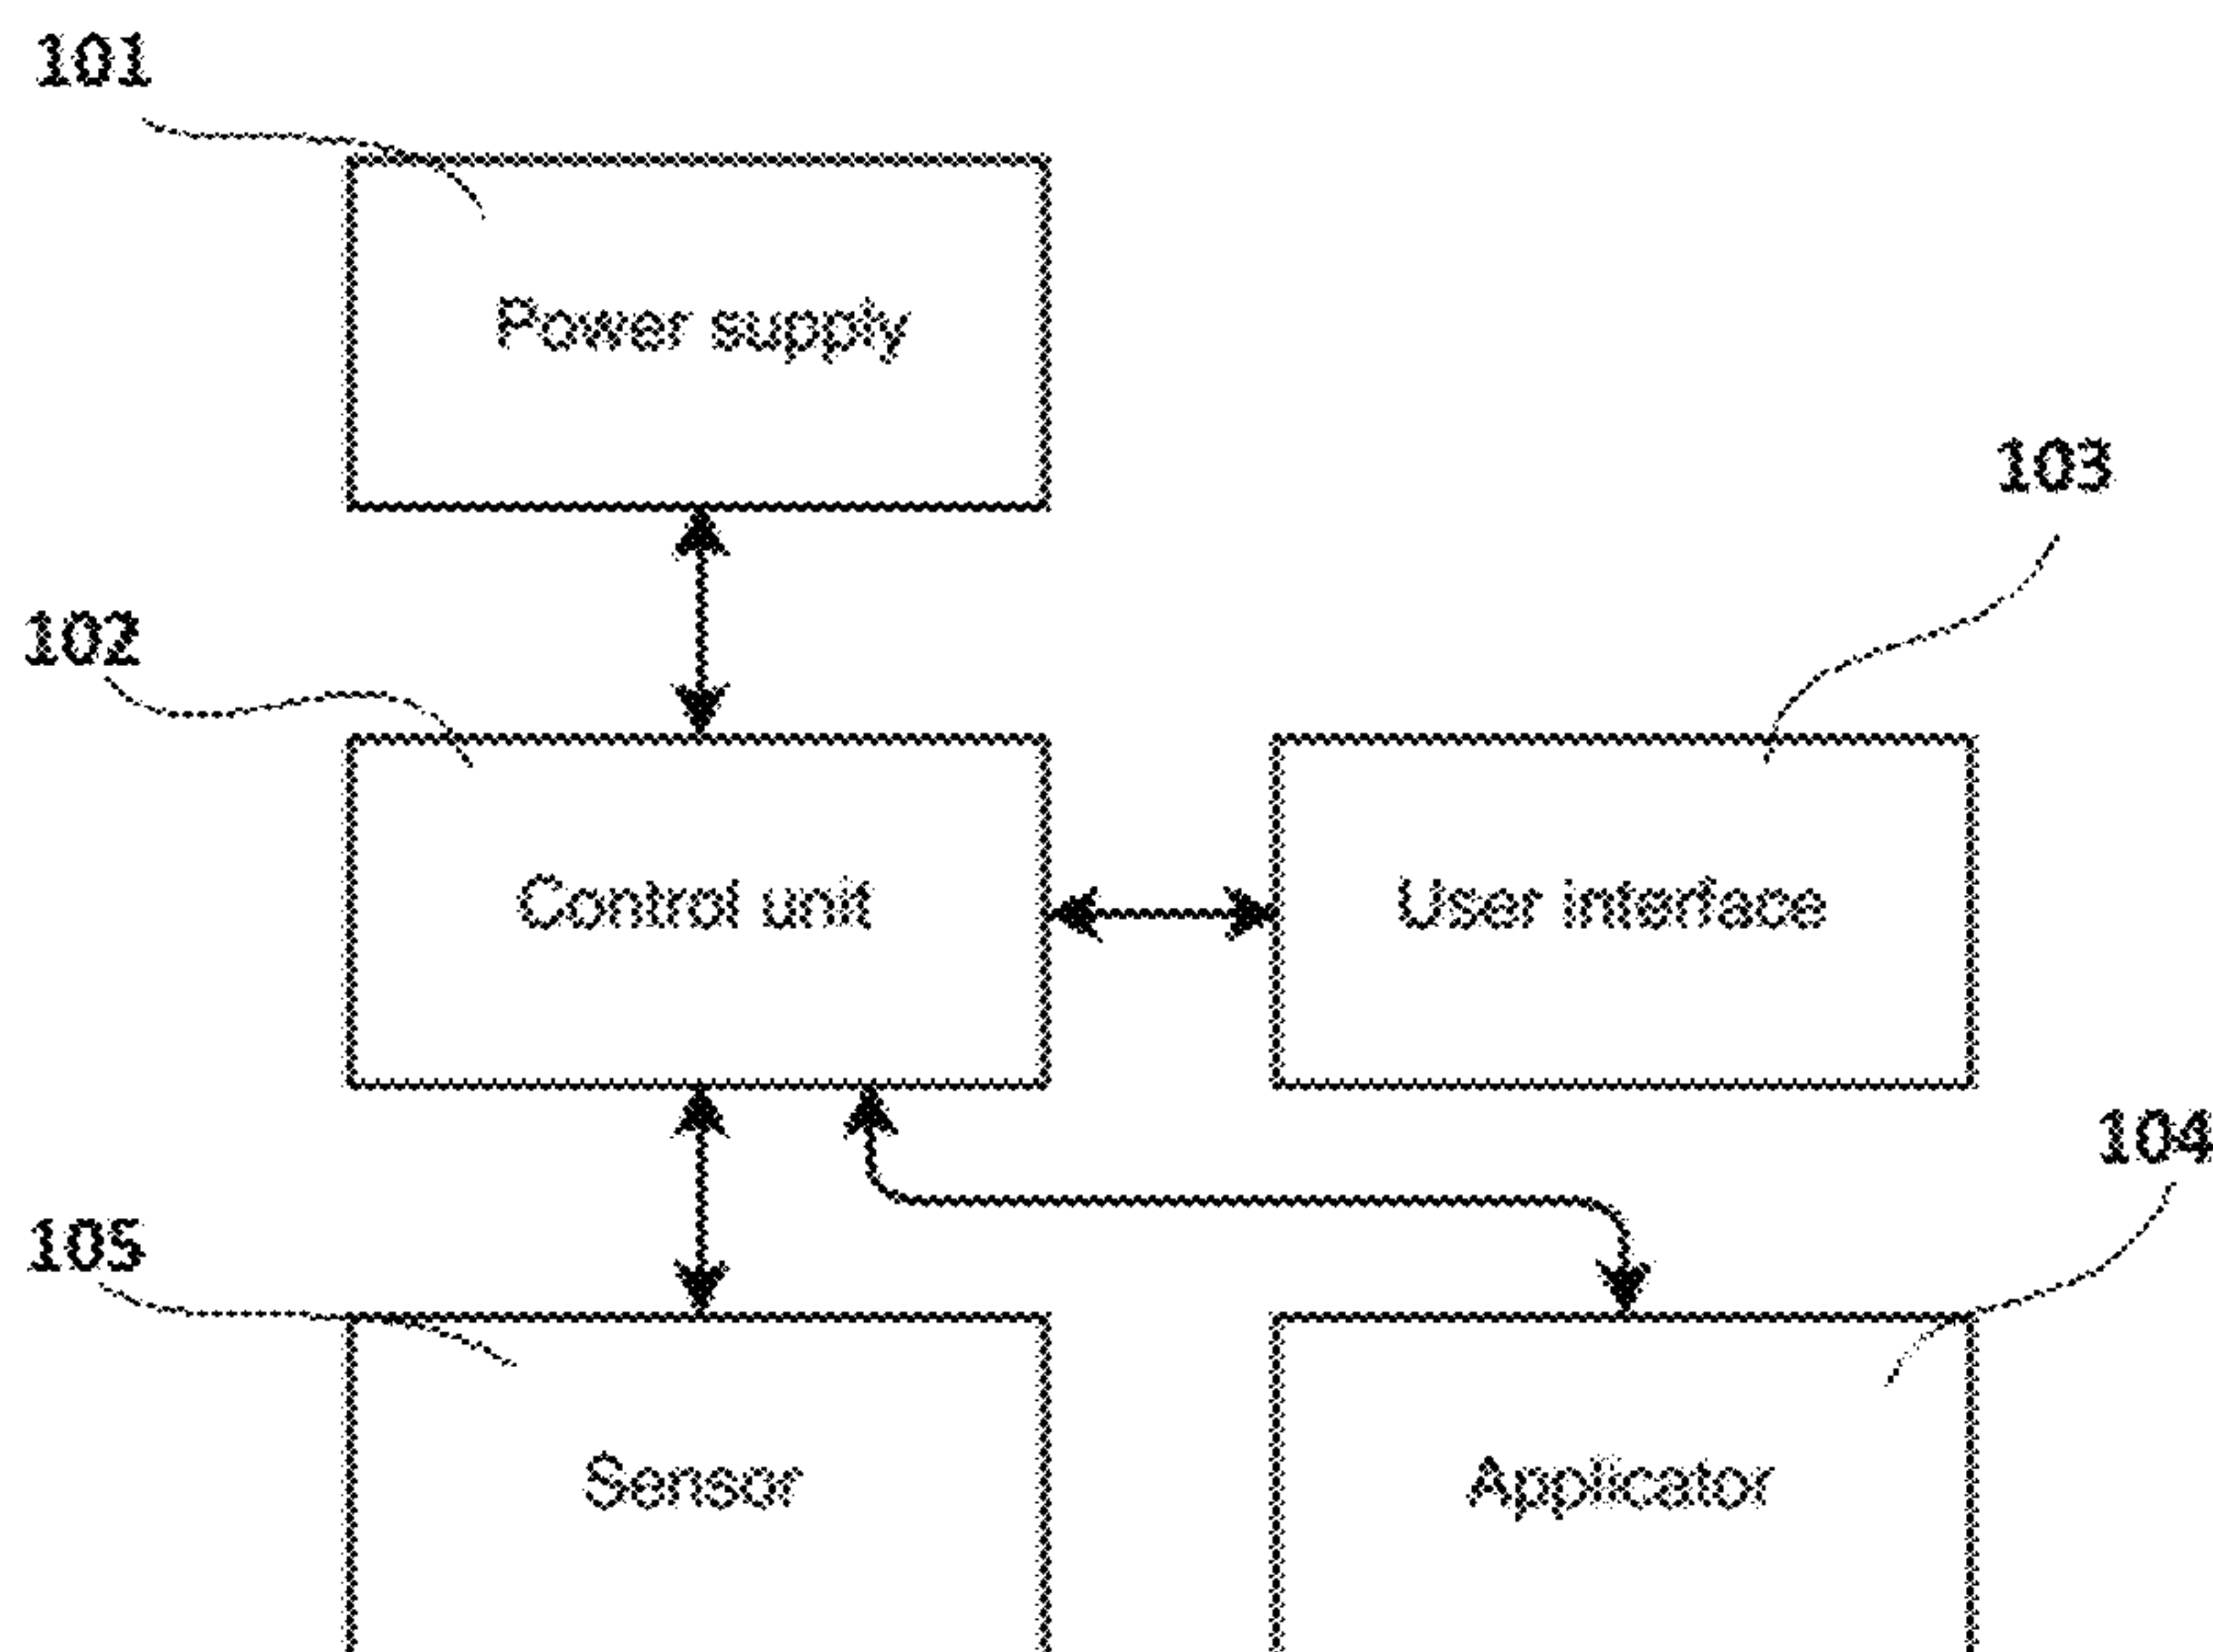 101
Power supply
103
102
Control unit
User interface
104
105
Sensor
Applicator